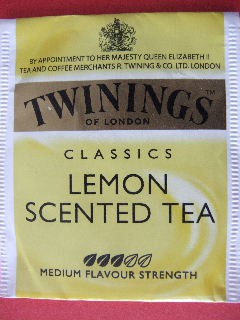 BY APPOINTMENT TO HER MAJESTY QUEEN ELIZABETH II
TEA AND COFFEE MERCHANTS R. TWINING & CO. LTD. LONDON
TWININGS™
OF LONDON
CLASSICS
LEMON
SCENTED TEA
MEDIUM FLAVOUR STRENGTH